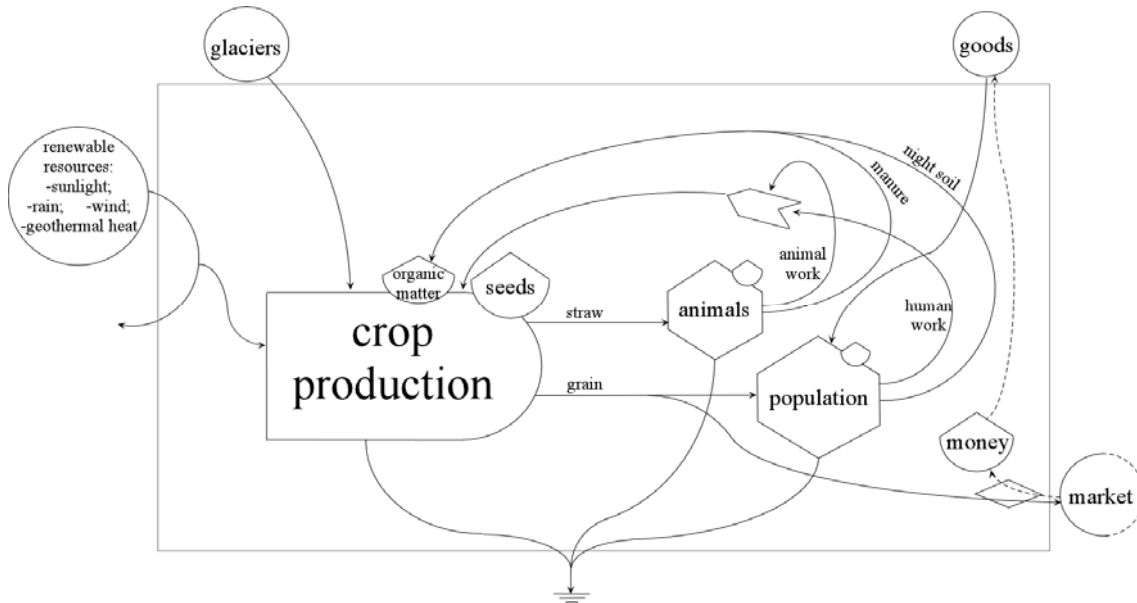 glaciers
goods
renewable
resources:
-sunlight;
-rain; -wind;
-geothermal heat
night soil
manure
organic
matter
seeds
animal
work
animals
human
work
straw
crop
production
grain
population
money
market